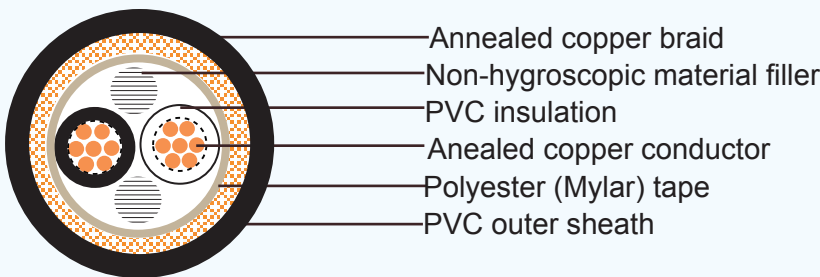 Annealed copper braid
Non-hygroscopic material filler
PVC insulation
Anealed copper conductor
Polyester (Mylar) tape
PVC outer sheath